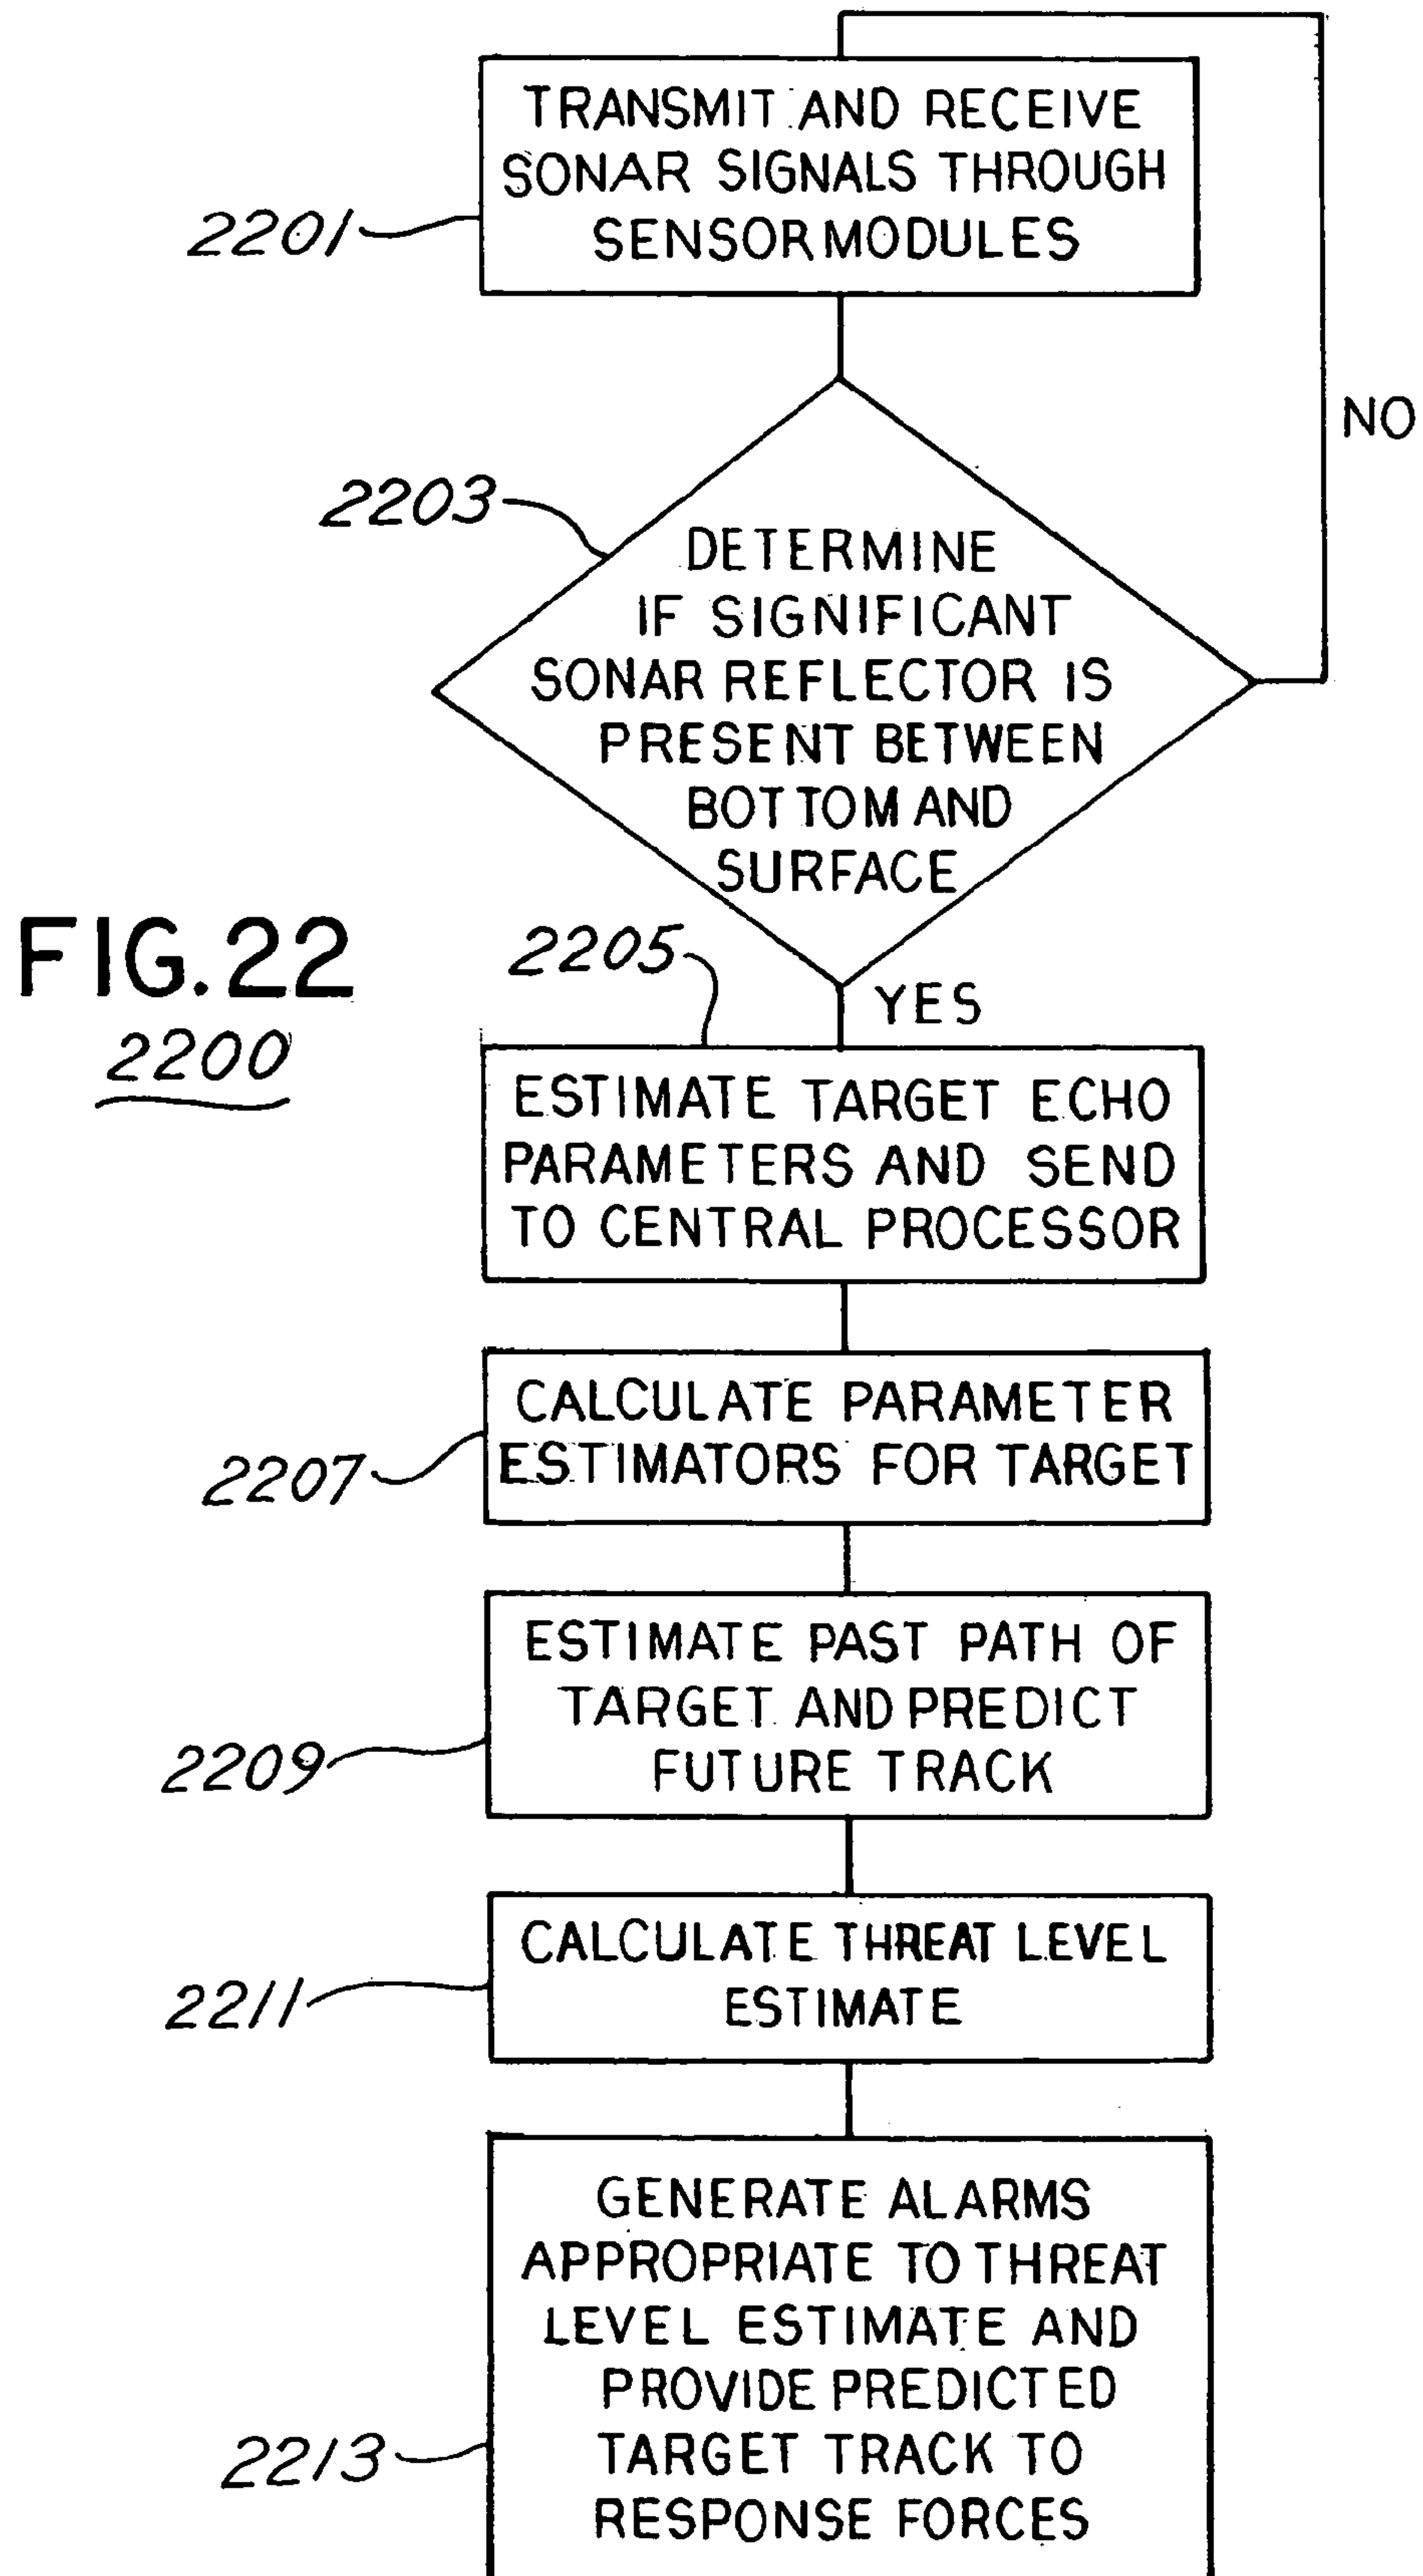 TRANSMIT AND RECEIVE
SONAR SIGNALS THROUGH
SENSOR MODULES
2201
NO
2203
DETERMINE
IF SIGNIFICANT
SONAR REFLECTOR IS
PRESENT BETWEEN
BOTTOM AND
SURFACE
FIG.22
2200
2205
YES
ESTIMATE TARGET ECHO
PARAMETERS AND SEND
TO CENTRAL PROCESSOR
CALCULATE PARAMETER
ESTIMATORS FOR TARGET
2207
ESTIMATE PAST PATH OF
TARGET AND PREDICT
FUTURE TRACK
2209
CALCULATE THREAT LEVEL
ESTIMATE
2211
GENERATE ALARMS
APPROPRIATE TO THREAT
LEVEL ESTIMATE AND
PROVIDE PREDICTED
TARGET TRACK TO
RESPONSE FORCES
2213